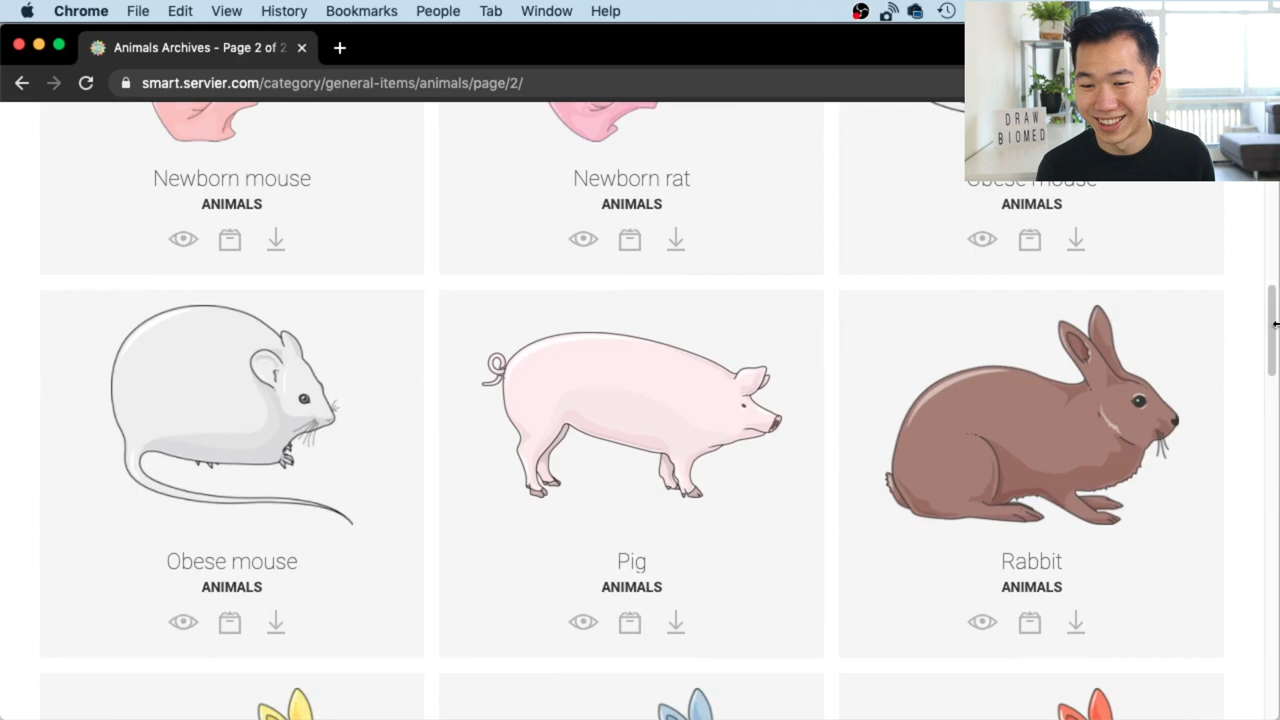 Chrome File Edit View History Bookmarks People Tab Window Help
Animals Archives - Page 2 of 2
smart.servier.com/category/general-items/animals/page/2/
DRAW
BIOMED
Newborn mouse Newborn rat Obese mouse
ANIMALS ANIMALS ANIMALS
Obese mouse Pig Rabbit
ANIMALS ANIMALS ANIMALS